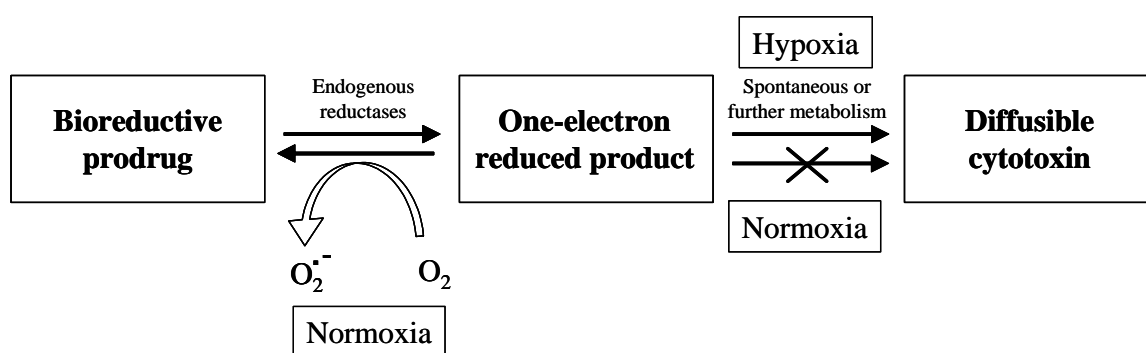 Hypoxia
Bioreductive
prodrug
Endogenous
reductases
One-electron
reduced product
Spontaneous or
further metabolism
Diffusible
cytotoxin
Normoxia
O₂·⁻
O₂
Normoxia